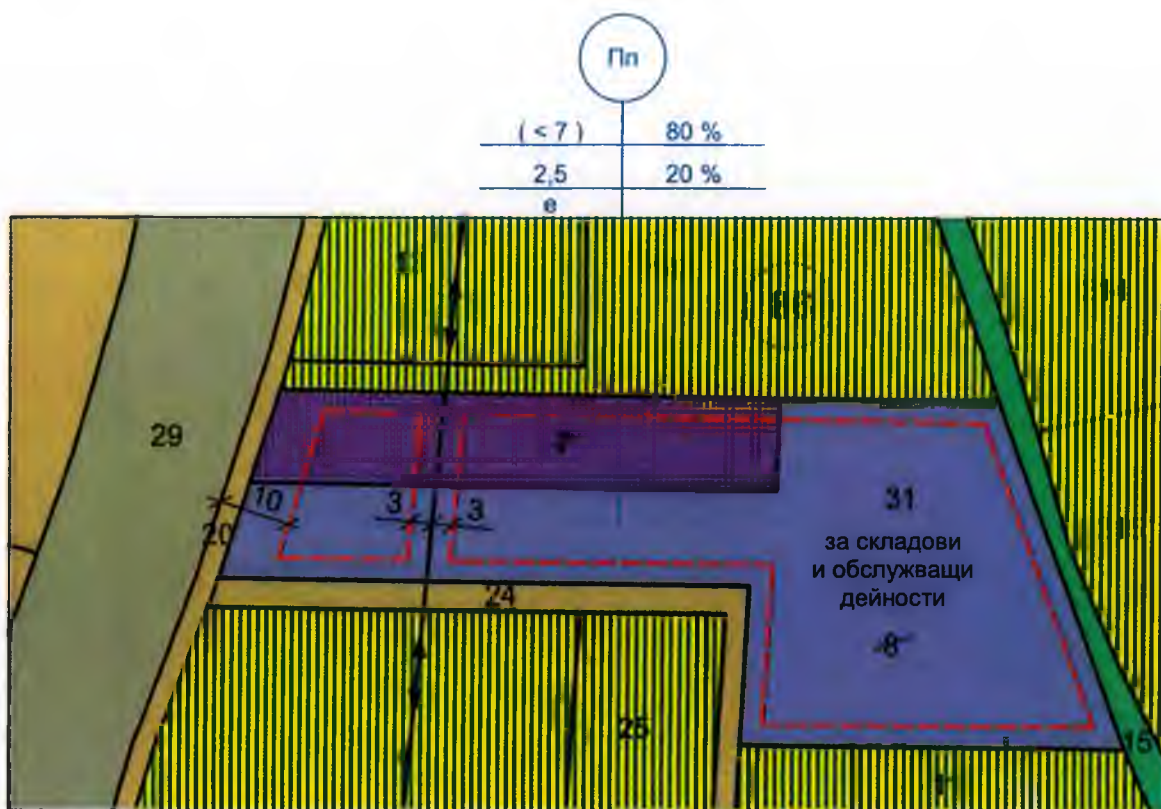 Пп
( < 7 ) 80 %
2,5 20 %
е
29
10
20
3 3
31
за складови
и обслужващи
дейности
8
24
25
15